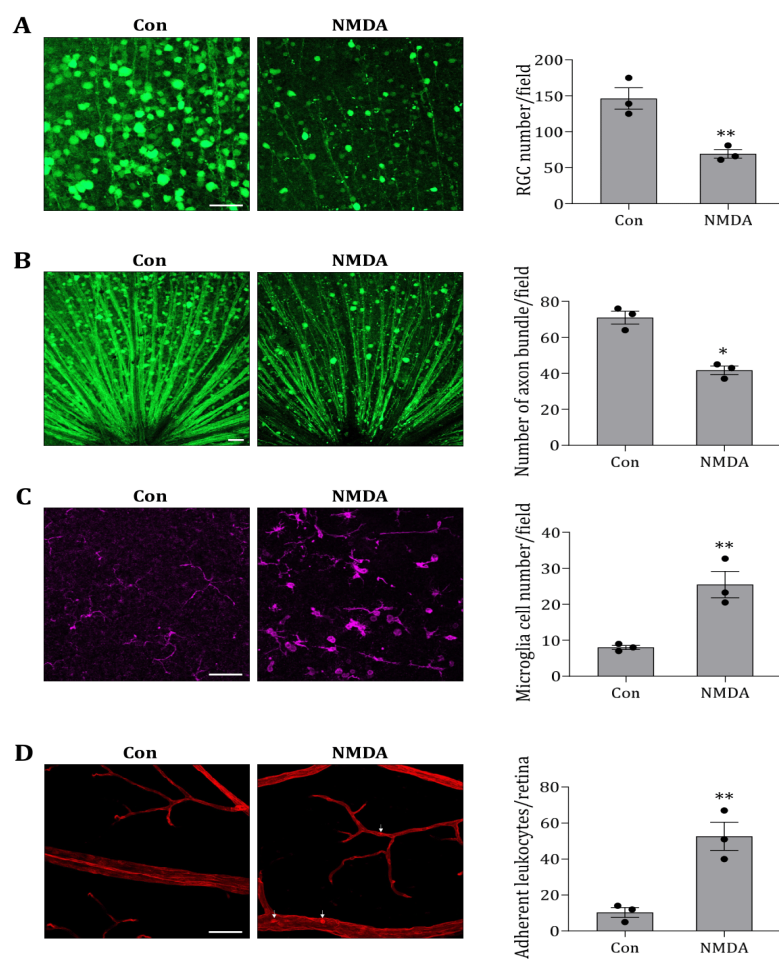 A
Con
NMDA
RGC number/field
200
150
100
50
0
**
Con
NMDA
B
Con
NMDA
Number of axon bundle/field
80
60
40
20
0
*
Con
NMDA
C
Con
NMDA
Microglia cell number/field
40
30
20
10
0
**
Con
NMDA
D
Con
NMDA
Adherent leukocytes/retina
80
60
40
20
0
**
Con
NMDA